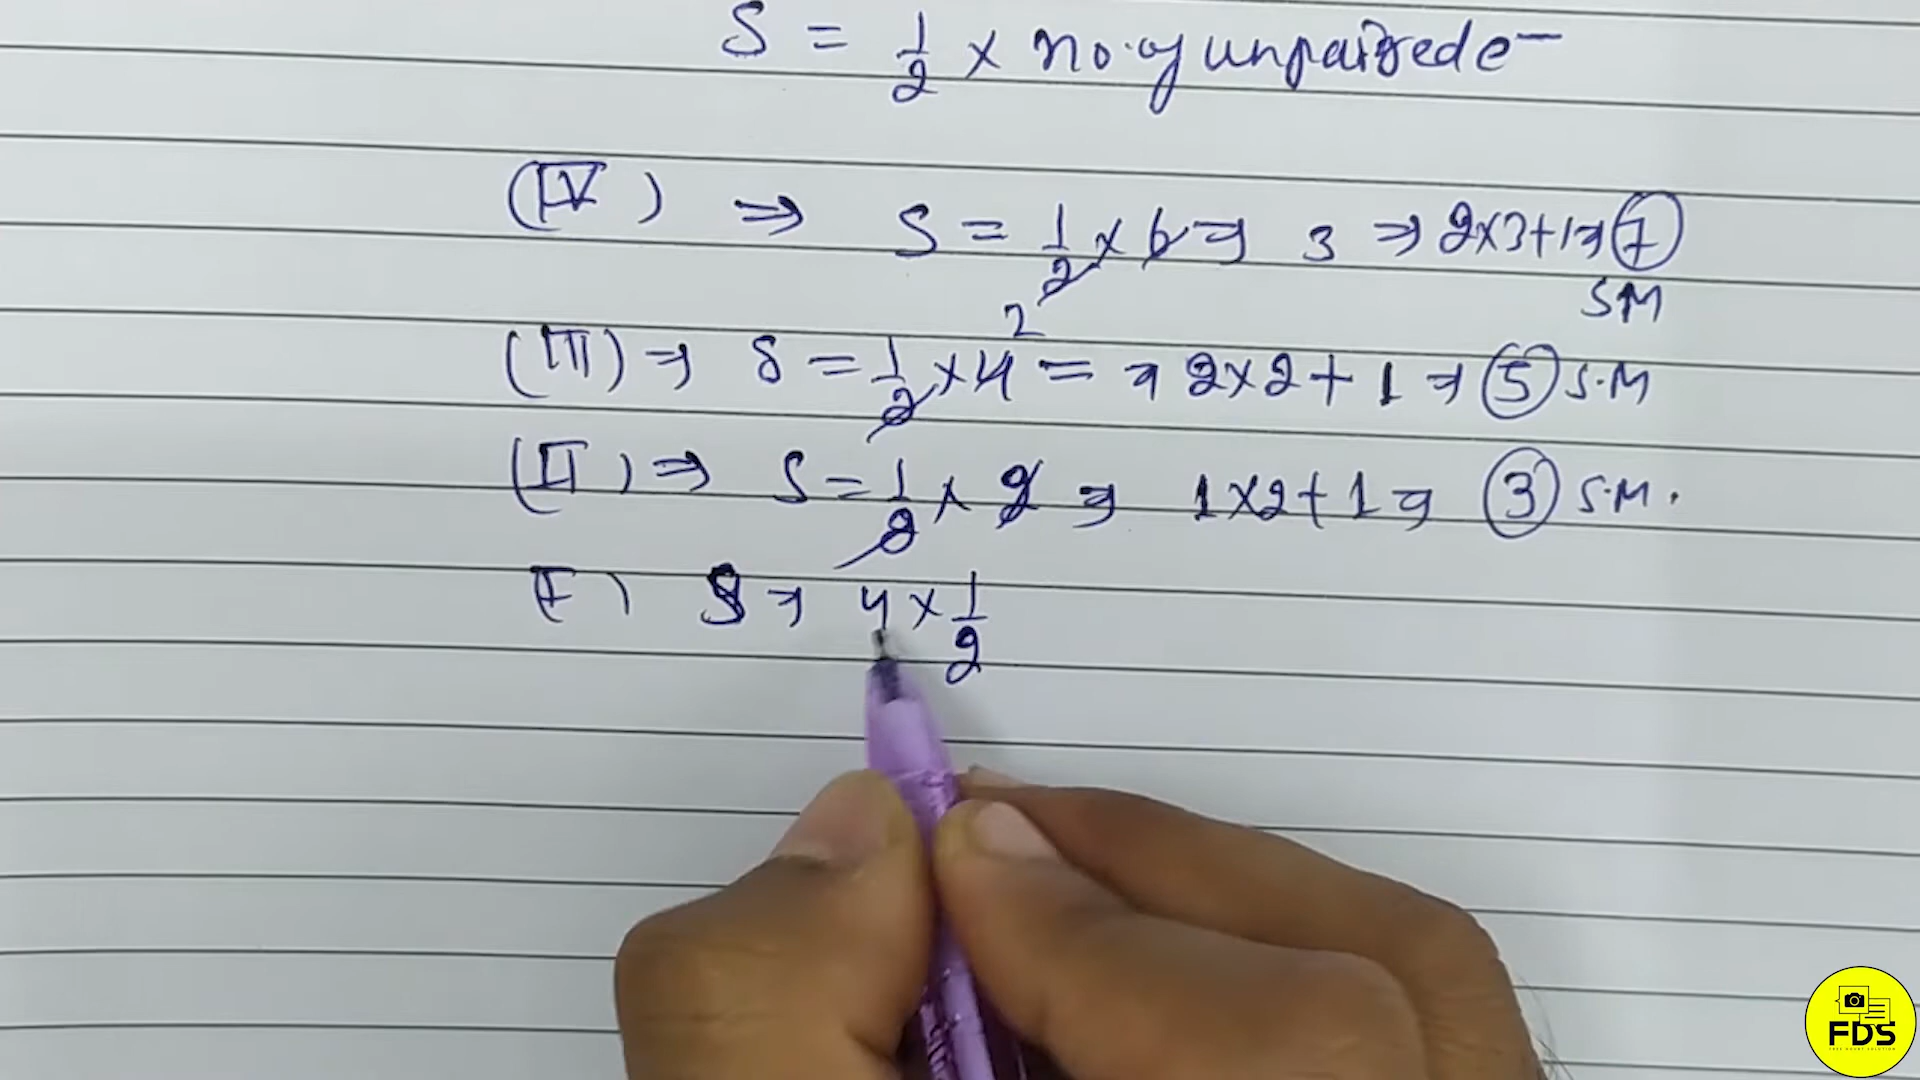 S = 1/2 × no. of unpaired e⁻
(IV) ⇒ S = 1/2 × 6 ⇒ 3 ⇒ 2×3+1 ⇒ 7
SM
2
(III) ⇒ S = 1/2 × 4 = ⇒ 2×2+1 ⇒ 5 S.M
(II) ⇒ S = 1/2 × 2 ⇒ 1×2+1 ⇒ 3 S.M.
(I) S ⇒ 4 × 1/2
FDS